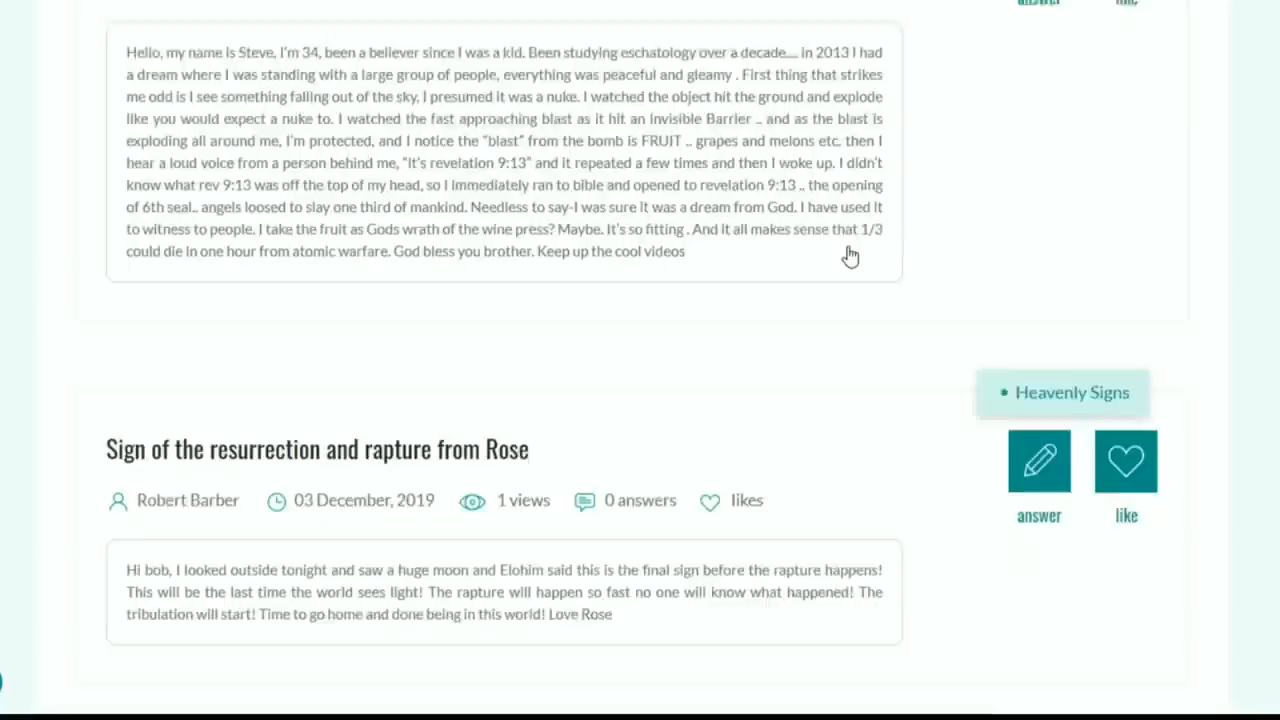 Hello, my name is Steve, I'm 34, been a believer since I was a kid. Been studying eschatology over a decade.... in 2013 I had
a dream where I was standing with a large group of people, everything was peaceful and gleamy . First thing that strikes
me odd is I see something falling out of the sky, I presumed it was a nuke. I watched the object hit the ground and explode
like you would expect a nuke to. I watched the fast approaching blast as it hit an invisible Barrier .. and as the blast is
exploding all around me, I'm protected, and I notice the "blast" from the bomb is FRUIT .. grapes and melons etc. then I
hear a loud voice from a person behind me, "it's revelation 9:13" and it repeated a few times and then I woke up. I didn't
know what rev 9:13 was off the top of my head, so I immediately ran to bible and opened to revelation 9:13 .. the opening
of 6th seal.. angels loosed to slay one third of mankind. Needless to say-I was sure it was a dream from God. I have used it
to witness to people. I take the fruit as Gods wrath of the wine press? Maybe. It's so fitting . And it all makes sense that 1/3
could die in one hour from atomic warfare. God bless you brother. Keep up the cool videos
• Heavenly Signs
Sign of the resurrection and rapture from Rose
Robert Barber 03 December, 2019 1 views 0 answers likes
answer like
Hi bob, I looked outside tonight and saw a huge moon and Elohim said this is the final sign before the rapture happens!
This will be the last time the world sees light! The rapture will happen so fast no one will know what happened! The
tribulation will start! Time to go home and done being in this world! Love Rose